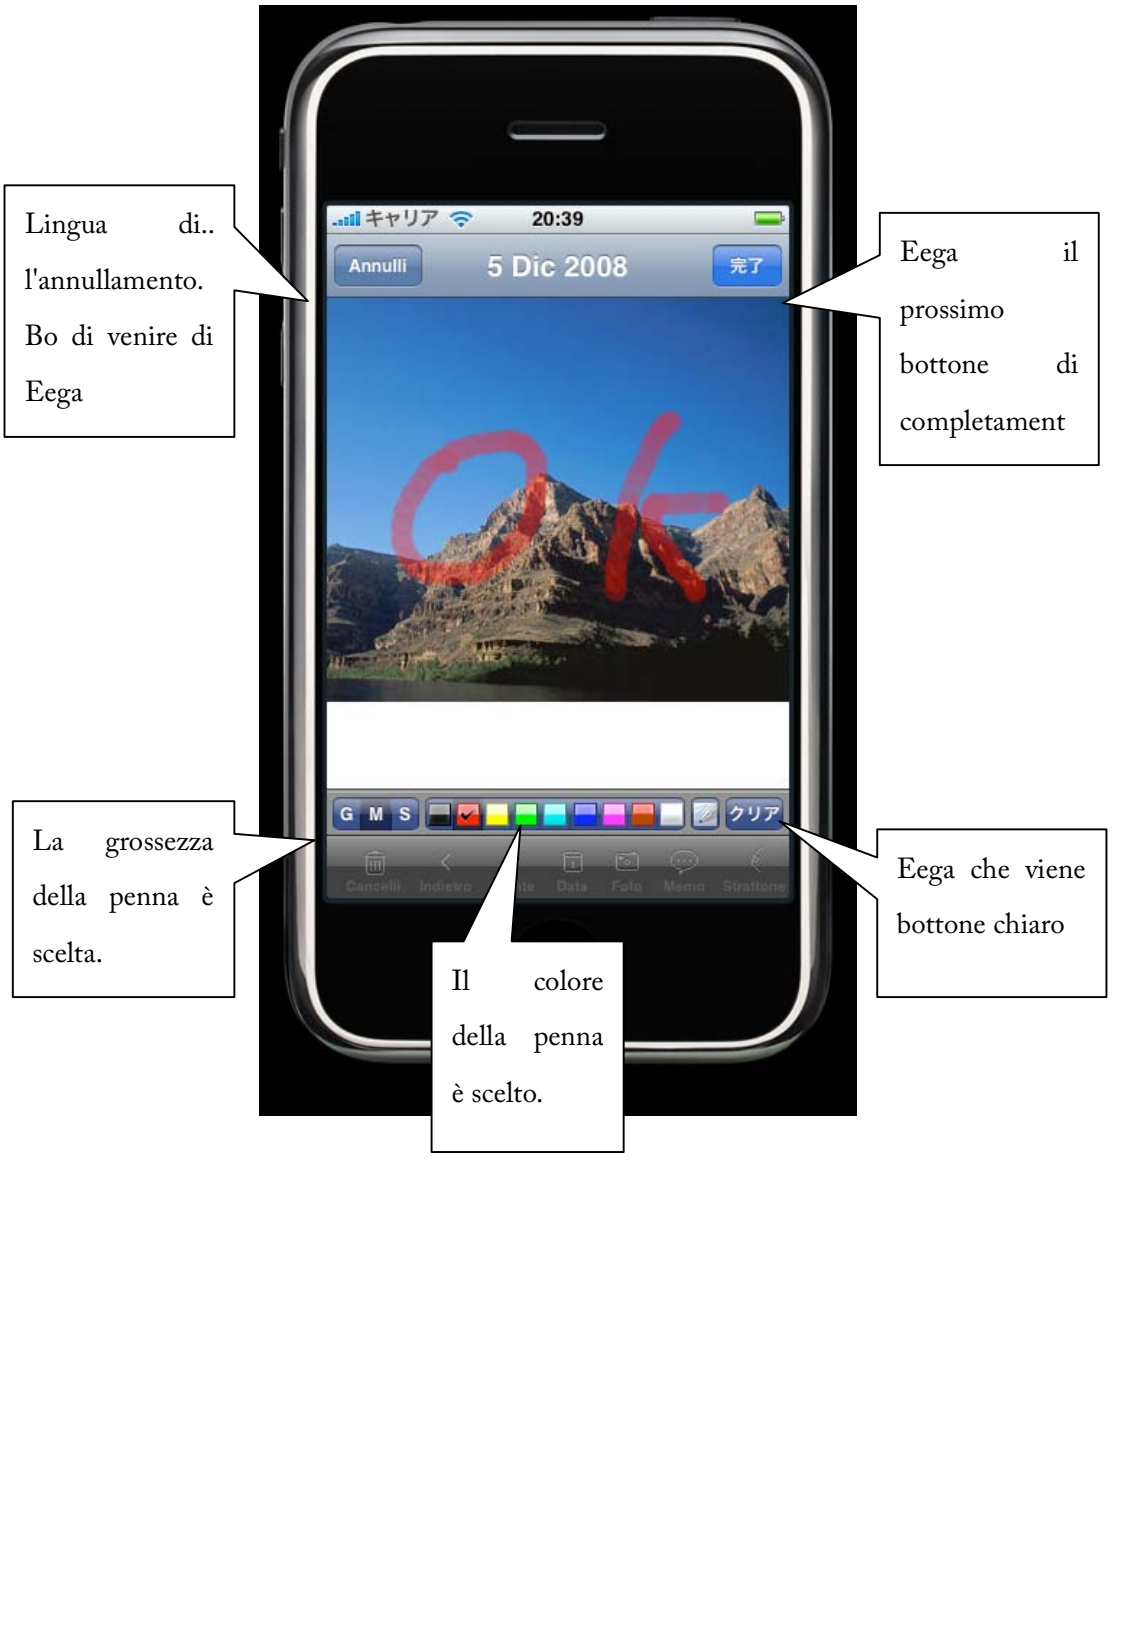 キャリア
20:39
Annulli
5 Dic 2008
完了
Lingua di..
l'annullamento.
Bo di venire di
Eega
Eega il
prossimo
bottone di
completament
Ok
G M S
クリア
Cancelli Indietro Data Foto Memo Strattone
La grossezza
della penna è
scelta.
Il colore
della penna
è scelto.
Eega che viene
bottone chiaro